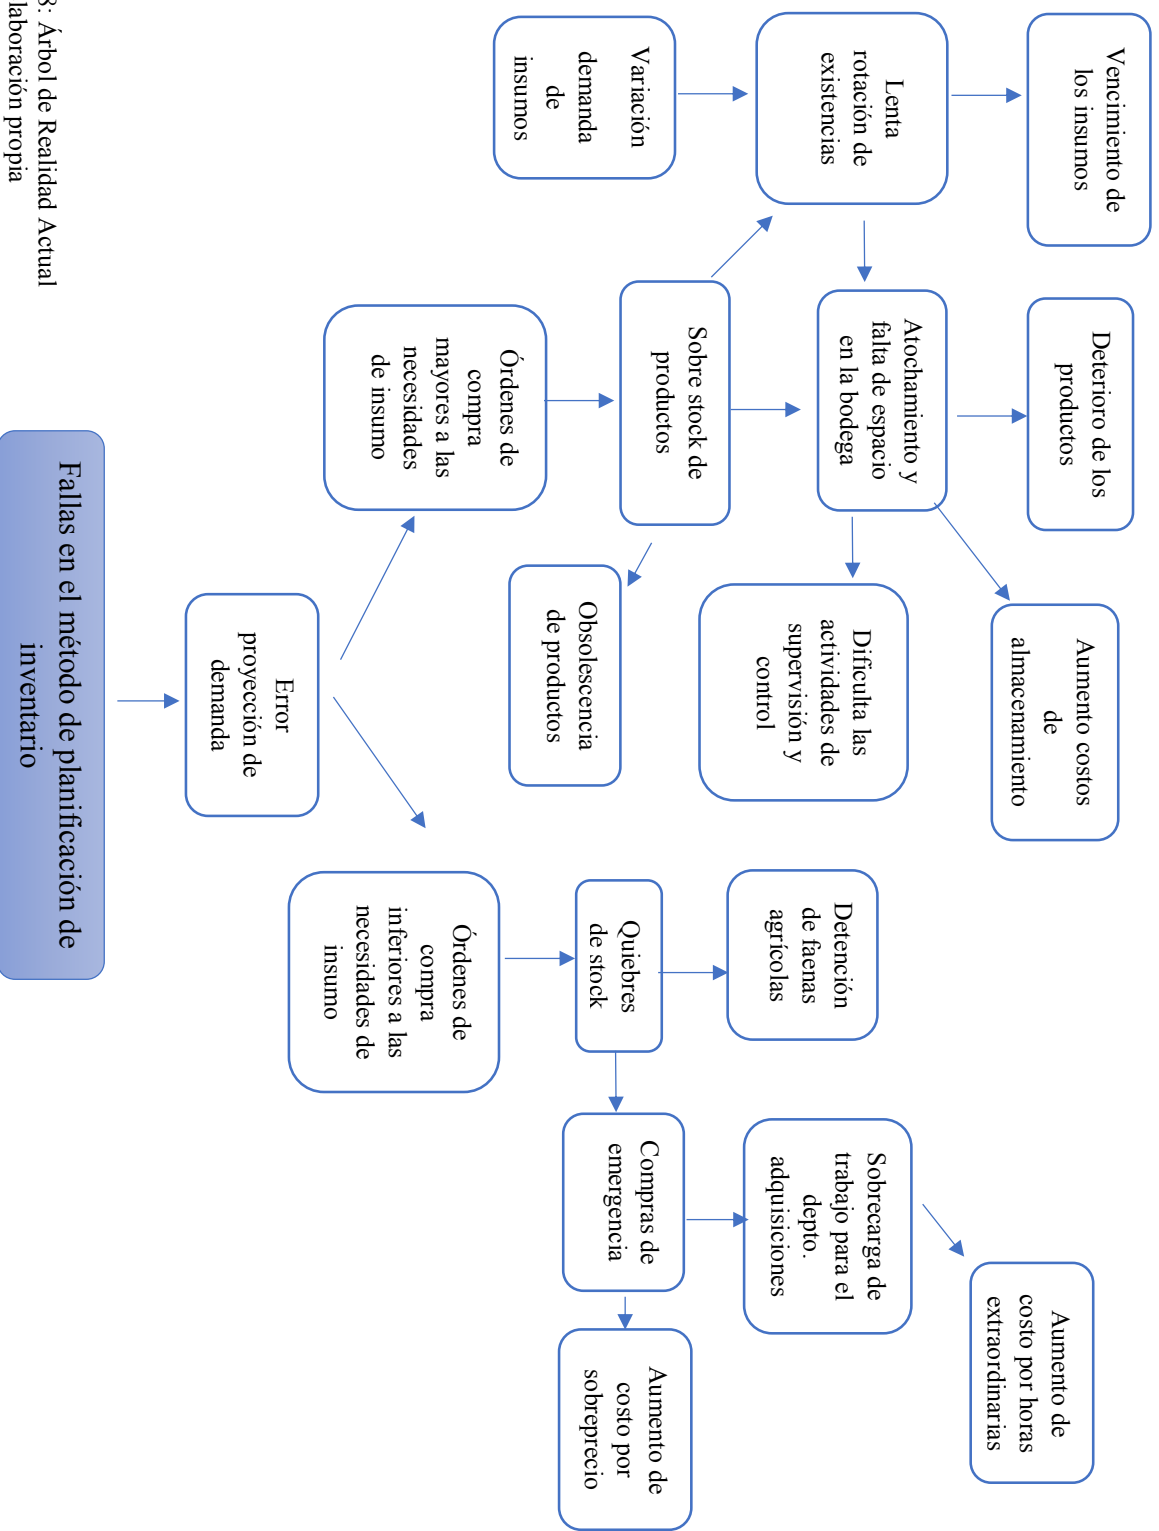 Vencimiento de
los insumos
Deterioro de los
productos
Aumento costos
de
almacenamiento
Aumento de
costo por horas
extraordinarias
Lenta
rotación de
existencias
Atochamiento y
falta de espacio
en la bodega
Dificulta las
actividades de
supervisión y
control
Detención
de faenas
agrícolas
Sobrecarga de
trabajo para el
depto.
adquisiciones
Variación
demanda
de
insumos
Sobre stock de
productos
Obsolescencia
de productos
Quiebres
de stock
Compras de
emergencia
Aumento de
costo por
sobreprecio
Órdenes de
compra
mayores a las
necesidades
de insumo
Órdenes de
compra
inferiores a las
necesidades de
insumo
Error
proyección de
demanda
Fallas en el método de planificación de
inventario
: Árbol de Realidad Actual
laboración propia